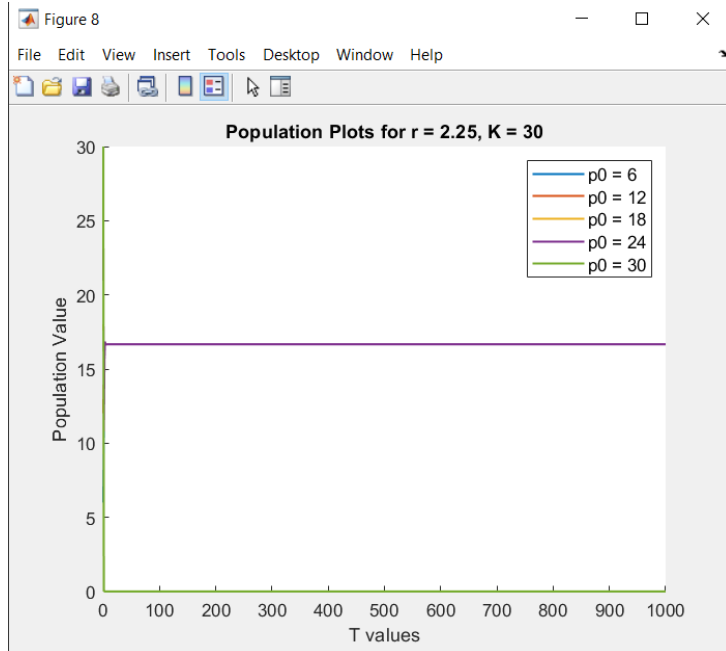 Figure 8
File Edit View Insert Tools Desktop Window Help
Population Plots for r = 2.25, K = 30
30
25
20
15
10
5
0
Population Value
p0 = 6
p0 = 12
p0 = 18
p0 = 24
p0 = 30
0 100 200 300 400 500 600 700 800 900 1000
T values